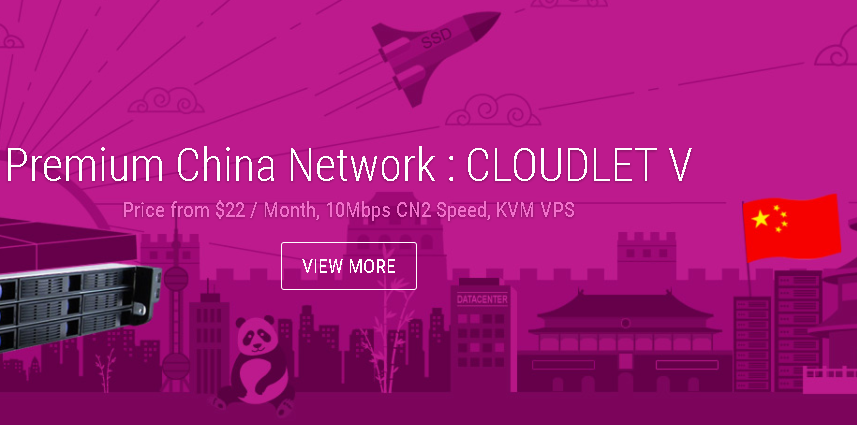 SSD
Premium China Network : CLOUDLET V
Price from $22 / Month, 10Mbps CN2 Speed, KVM VPS
VIEW MORE
DATACENTER